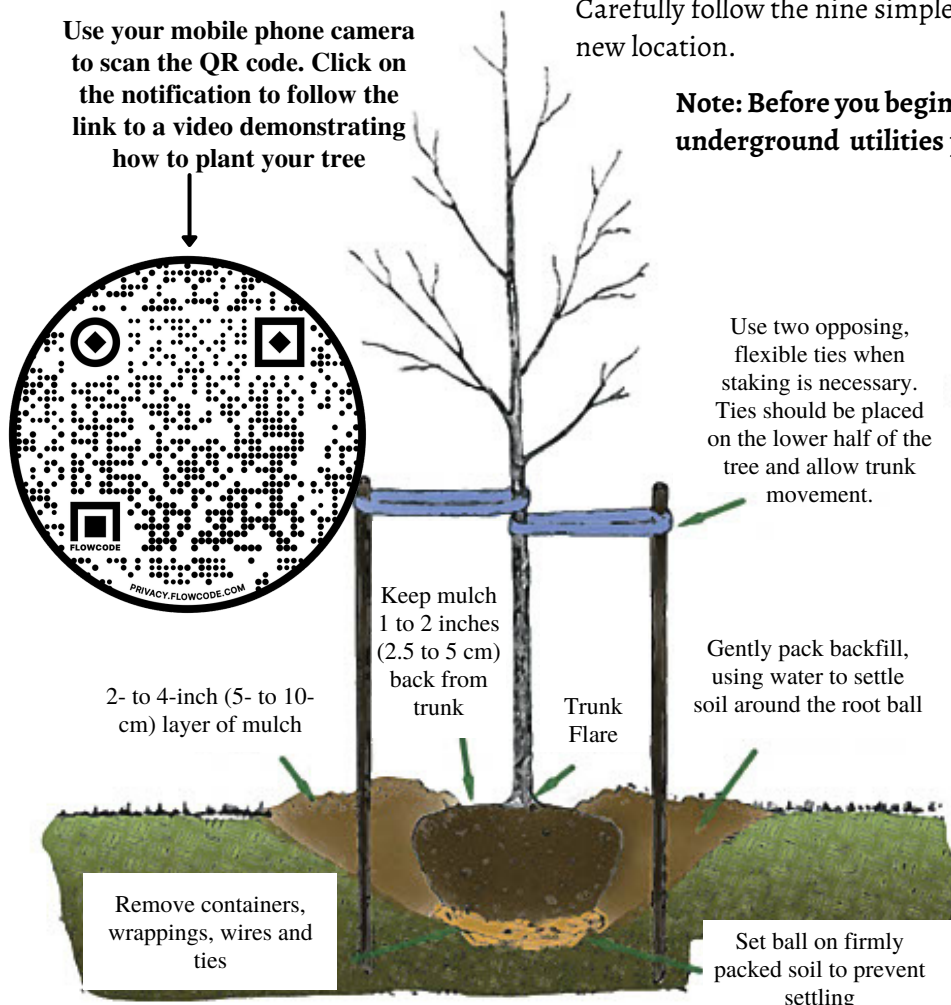 Carefully follow the nine simple
new location.
Note: Before you begin
underground utilities
Use your mobile phone camera
to scan the QR code. Click on
the notification to follow the
link to a video demonstrating
how to plant your tree
FLOWCODE
PRIVACY.FLOWCODE.COM
Use two opposing,
flexible ties when
staking is necessary.
Ties should be placed
on the lower half of the
tree and allow trunk
movement.
Keep mulch
1 to 2 inches
(2.5 to 5 cm)
back from
trunk
2- to 4-inch (5- to 10-
cm) layer of mulch
Trunk
Flare
Gently pack backfill,
using water to settle
soil around the root ball
Remove containers,
wrappings, wires and
ties
Set ball on firmly
packed soil to prevent
settling